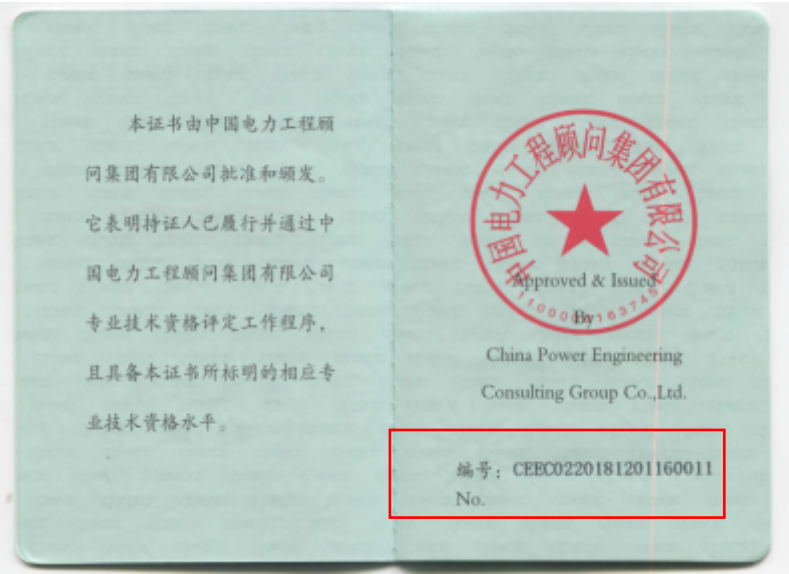 本证书由中国电力工程顾
问集团有限公司批准和颁发。
它表明持证人已履行并通过中
国电力工程顾问集团有限公司
专业技术资格评定工作程序，
且具备本证书所标明的相应专
业技术资格水平。
中国电力工程顾问集团有限公司
Approved & Issued
By
China Power Engineering
Consulting Group Co.,Ltd.
编号：CEEC0220181201160011
No.